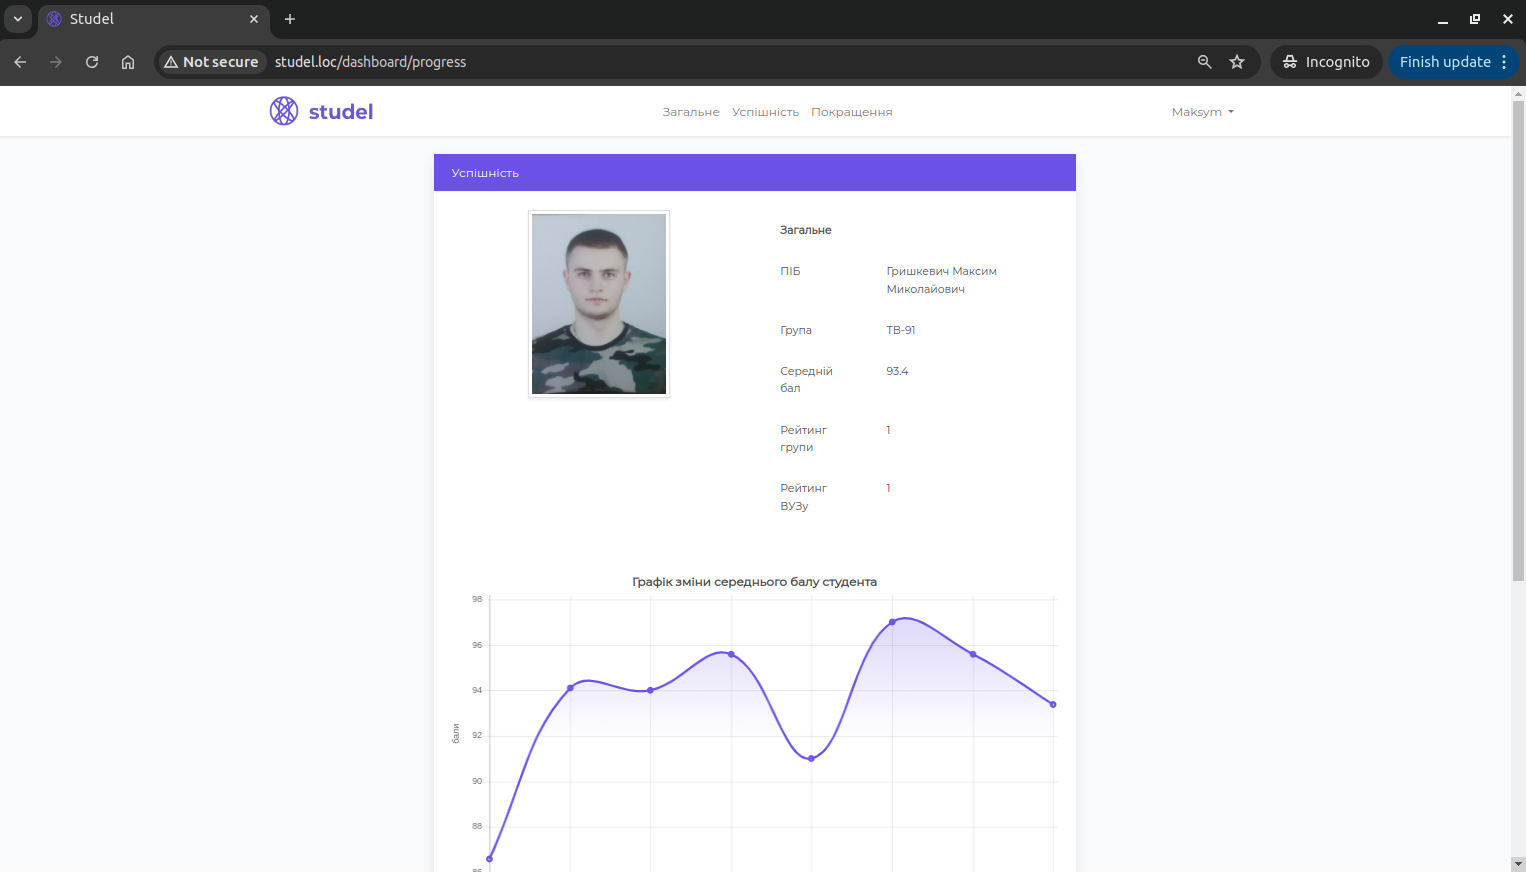 Studel
Not secure studel.loc/dashboard/progress Incognito Finish update
studel Загальне Успішність Покращення Maksym
Успішність
Загальне
ПІБ Гришкевич Максим
Миколайович
Група ТВ-91
Середній 93.4
бал
Рейтинг 1
групи
Рейтинг 1
ВУЗу
Графік зміни середнього балу студента
98
96
94
92
90
88
86
бали